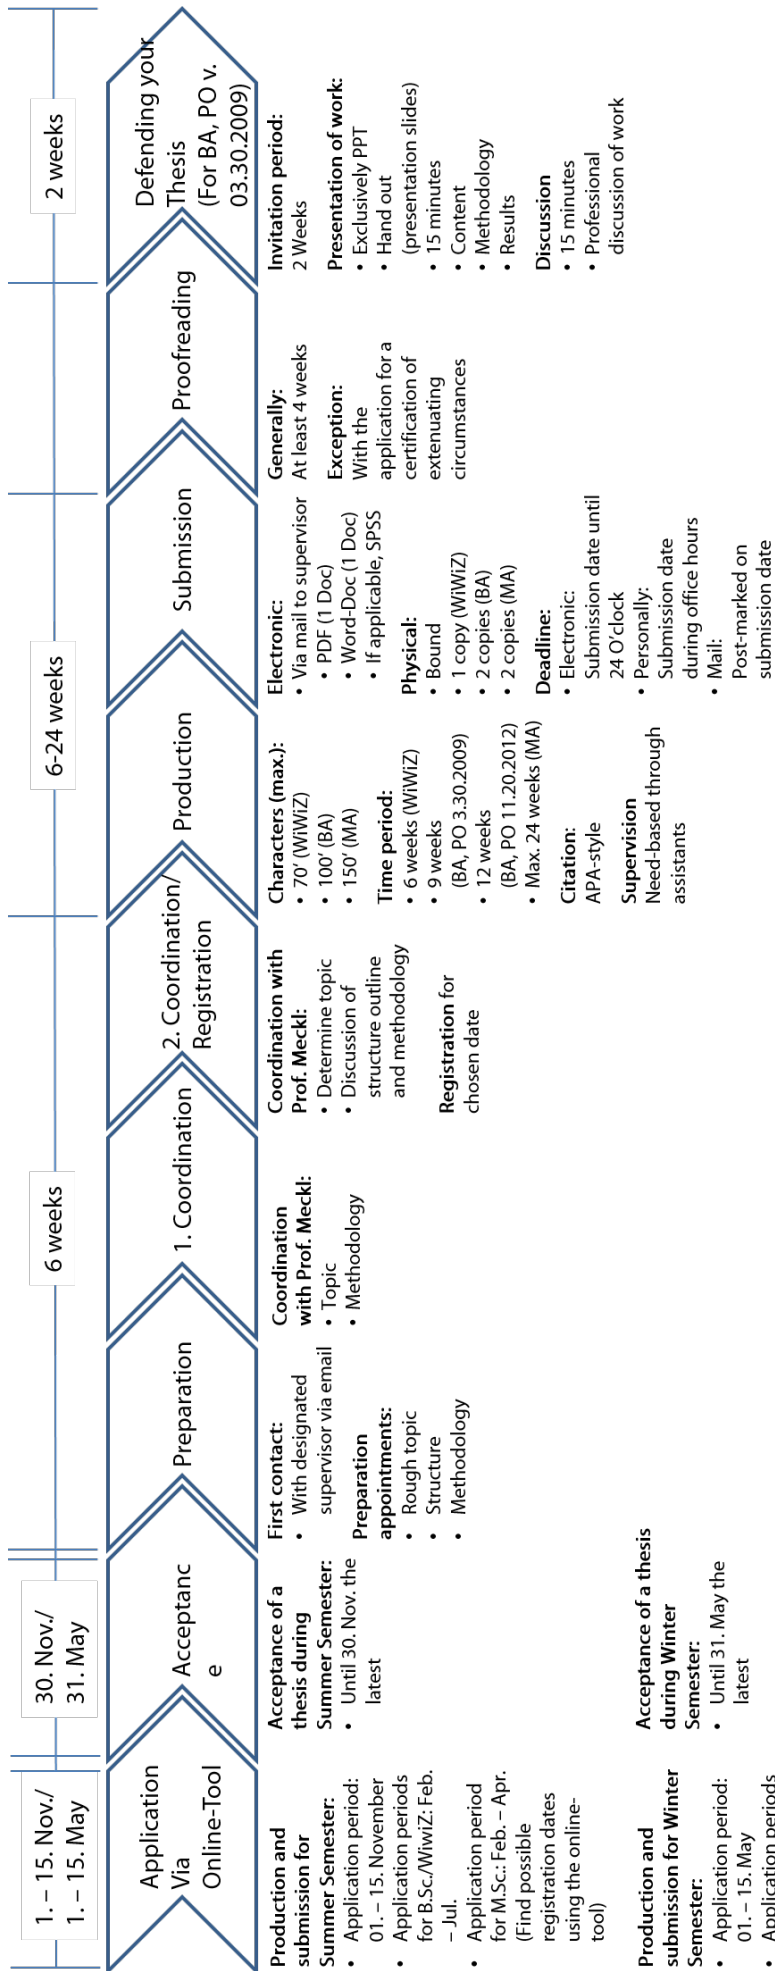 1. – 15. Nov./
1. – 15. May
30. Nov./
31. May
6 weeks
6-24 weeks
2 weeks
Application
Via
Online-Tool
Acceptanc
e
Preparation
1. Coordination
2. Coordination/
Registration
Production
Submission
Proofreading
Defending your
Thesis
(For BA, PO v.
03.30.2009)
Production and
submission for
Summer Semester:
• Application period:
01. – 15. November
• Application periods
for B.Sc./WiwiZ: Feb.
– Jul.
• Application period
for M.Sc.: Feb. – Apr.
(Find possible
registration dates
using the online-
tool)
Production and
submission for Winter
Semester:
• Application period:
01. – 15. May
• Application periods
Acceptance of a
thesis during
Summer Semester:
• Until 30. Nov. the
latest
Acceptance of a thesis
during Winter
Semester:
• Until 31. May the
latest
First contact:
• With designated
supervisor via email
Preparation
appointments:
• Rough topic
• Structure
• Methodology
Coordination
with Prof. Meckl:
• Topic
• Methodology
Coordination with
Prof. Meckl:
• Determine topic
• Discussion of
structure outline
and methodology
Registration for
chosen date
Characters (max.):
• 70’ (WiWiZ)
• 100’ (BA)
• 150’ (MA)
Time period:
• 6 weeks (WiWiZ)
• 9 weeks
(BA, PO 3.30.2009)
• 12 weeks
(BA, PO 11.20.2012)
• Max. 24 weeks (MA)
Citation:
APA-style
Supervision
Need-based through
assistants
Electronic:
• Via mail to supervisor
• PDF (1 Doc)
• Word-Doc (1 Doc)
• If applicable, SPSS
Physical:
• Bound
• 1 copy (WiWiZ)
• 2 copies (BA)
• 2 copies (MA)
Deadline:
• Electronic:
Submission date until
24 O’clock
• Personally:
Submission date
during office hours
• Mail:
Post-marked on
submission date
Generally:
At least 4 weeks
Exception:
With the
application for a
certification of
extenuating
circumstances
Invitation period:
2 Weeks
Presentation of work:
• Exclusively PPT
• Hand out
(presentation slides)
• 15 minutes
• Content
• Methodology
• Results
Discussion
• 15 minutes
• Professional
discussion of work